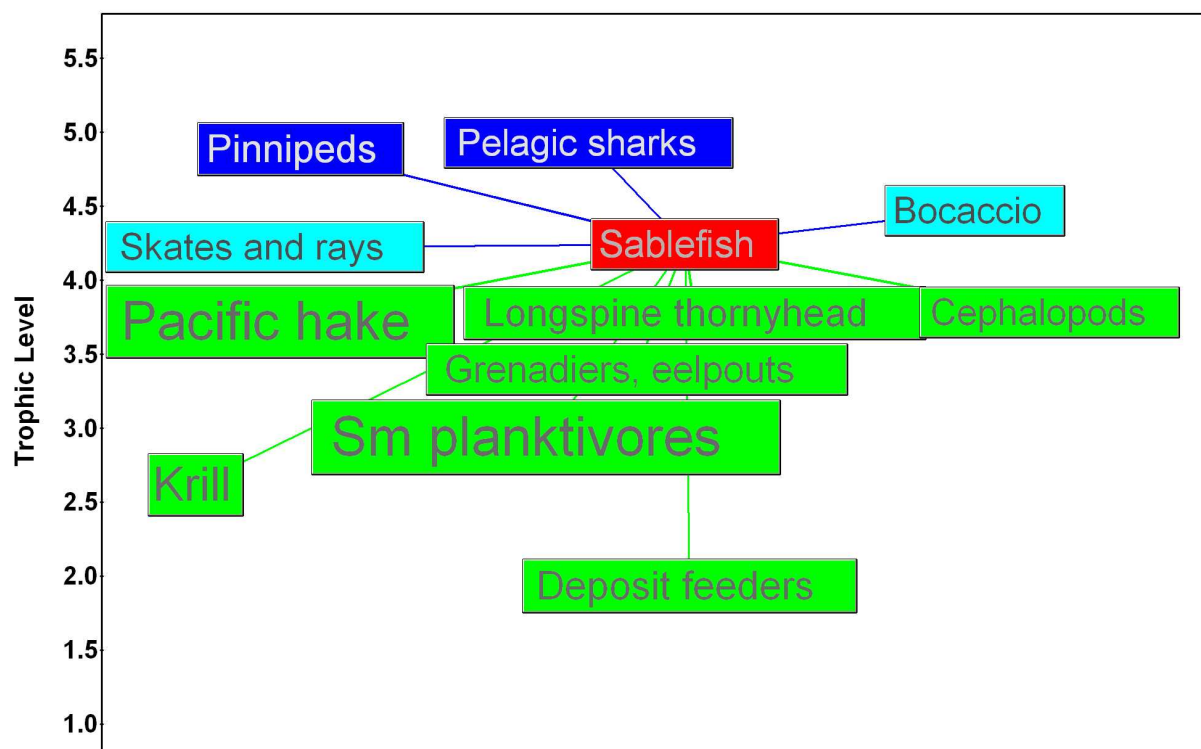 Trophic Level
5.5
5.0
4.5
4.0
3.5
3.0
2.5
2.0
1.5
1.0
Pinnipeds
Pelagic sharks
Bocaccio
Skates and rays
Sablefish
Pacific hake
Longspine thornyhead
Cephalopods
Grenadiers, eelpouts
Sm planktivores
Krill
Deposit feeders